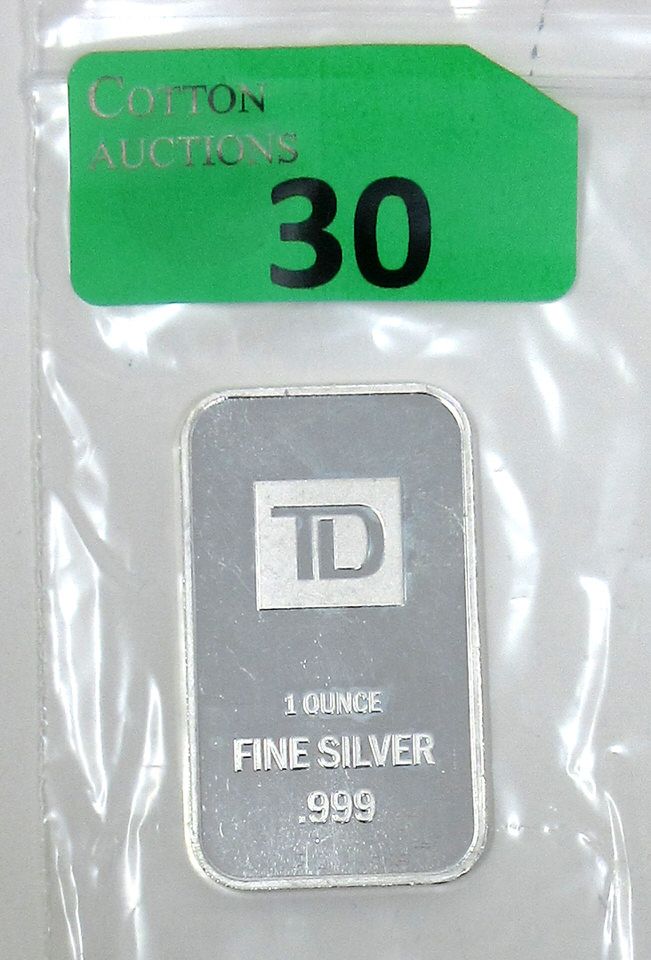 COTTON
AUCTIONS
30
TD
1 OUNCE
FINE SILVER
.999